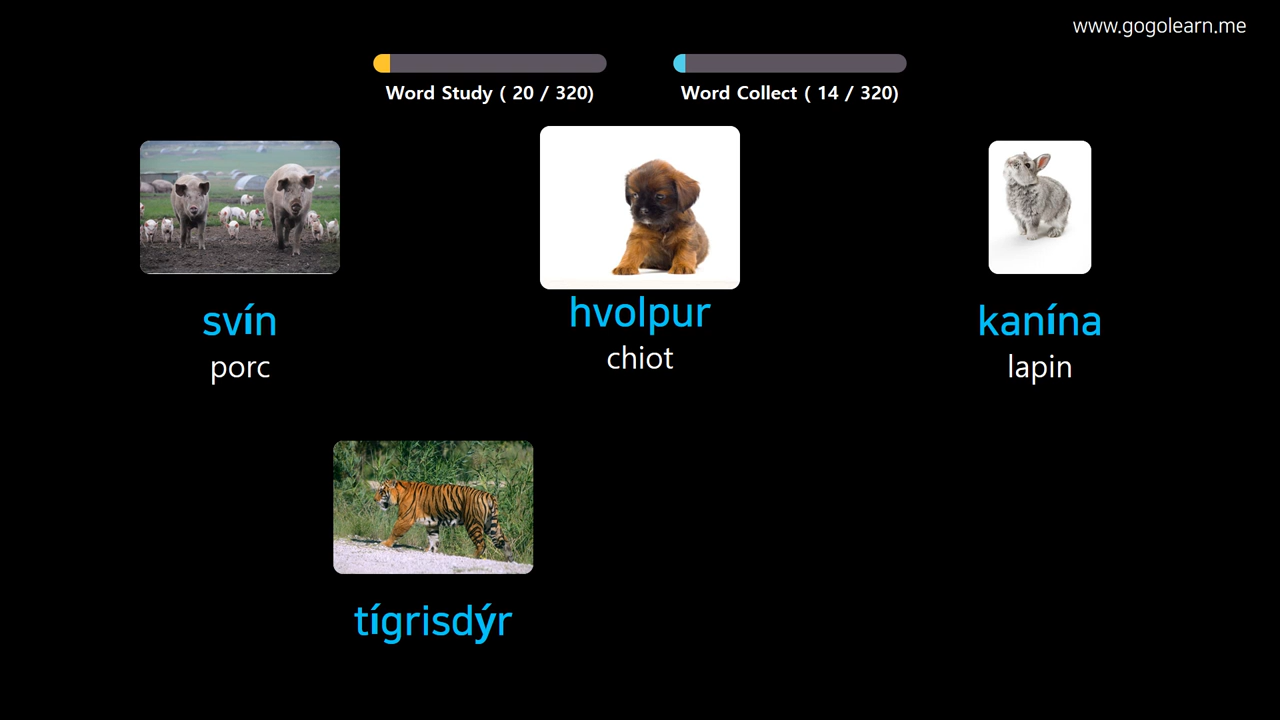 www.gogolearn.me
Word Study ( 20 / 320)
Word Collect ( 14 / 320)
svín
porc
hvolpur
chiot
kanína
lapin
tígrisdýr